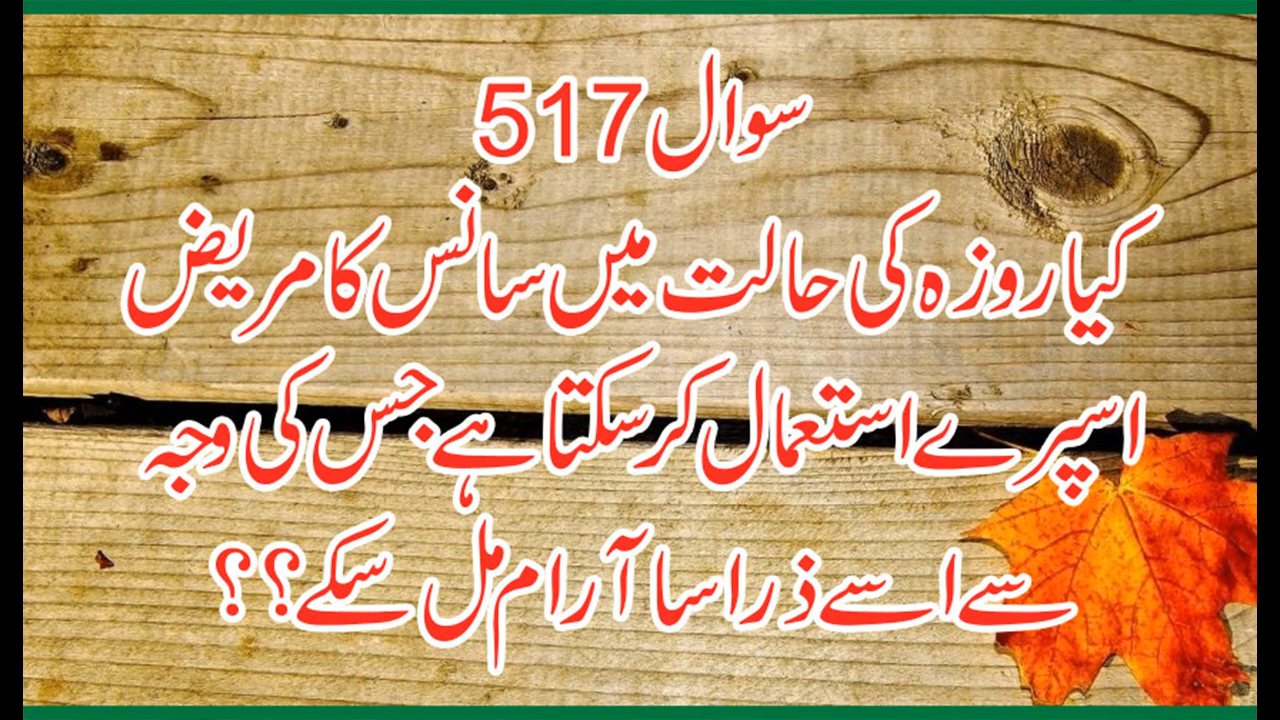 سوال 517
کیا روزہ کی حالت میں سانس کا مریض
اسپرے استعمال کر سکتا ہے جس کی وجہ
سے اسے ذرا سا آرام مل سکے؟؟